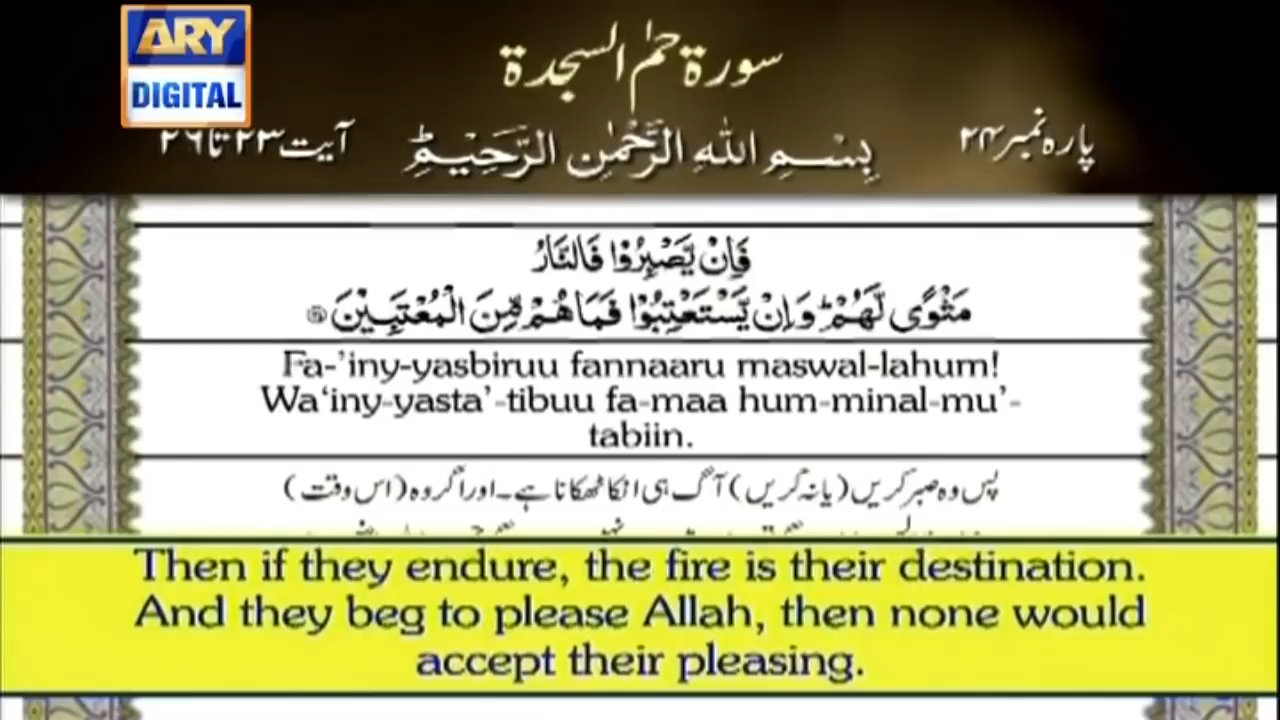 ARY
DIGITAL
سورۃ حٰمٓ السجدۃ
پارہ نمبر ۲۴
بِسْمِ اللهِ الرَّحْمٰنِ الرَّحِيْمِ
آیت ۲۳ تا ۲۶
فَاِنْ يَّصْبِرُوْا فَالنَّارُ
مَثْوًى لَّهُمْ ؕ وَاِنْ يَّسْتَعْتِبُوْا فَمَا هُمْ مِّنَ الْمُعْتَبِيْنَ
Fa-’iny-yasbiruu fannaaru maswal-lahum!
Wa‘iny-yasta’-tibuu fa-maa hum-minal-mu’-
tabiin.
پس وہ صبر کریں (یا نہ کریں) آگ ہی انکا ٹھکانا ہے۔ اور اگر وہ (اس وقت)
Then if they endure, the fire is their destination.
And they beg to please Allah, then none would
accept their pleasing.